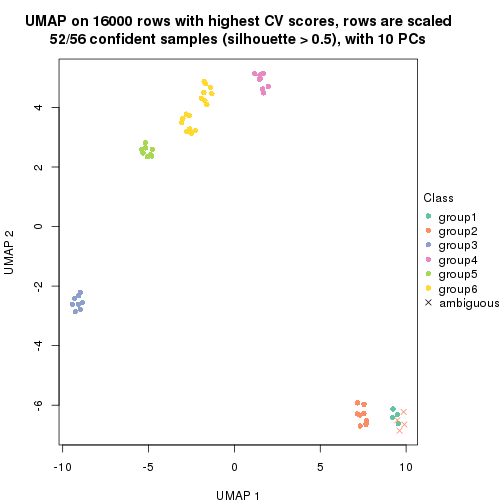 UMAP on 16000 rows with highest CV scores, rows are scaled
52/56 confident samples (silhouette > 0.5), with 10 PCs
UMAP 2
4
2
0
-2
-4
-6
-10
-5
0
5
10
UMAP 1
Class
group1
group2
group3
group4
group5
group6
ambiguous